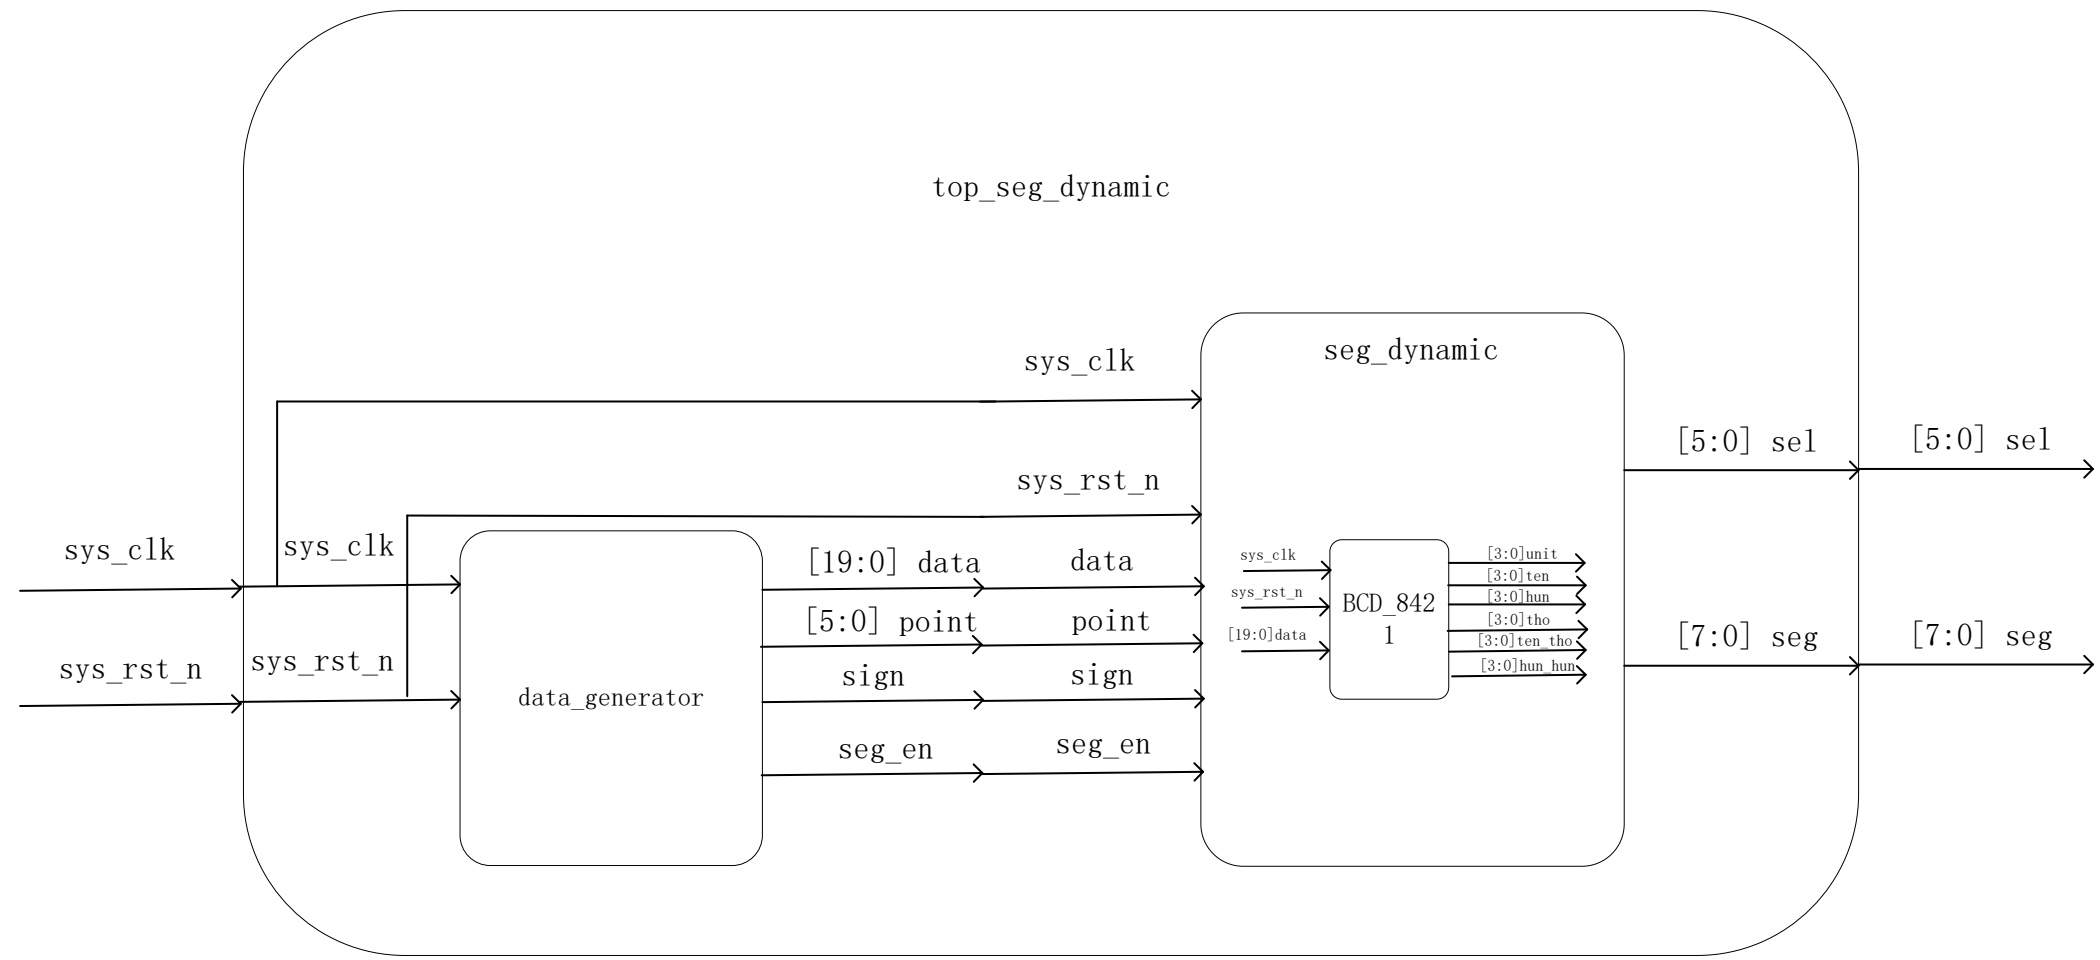 top_seg_dynamic
seg_dynamic
sys_clk
sys_rst_n
sys_clk
sys_clk
sys_rst_n
sys_rst_n
data_generator
[19:0] data
data
[5:0] point
point
sign
sign
seg_en
seg_en
sys_clk
sys_rst_n
[19:0]data
BCD_842
1
[3:0]unit
[3:0]ten
[3:0]hun
[3:0]tho
[3:0]ten_tho
[3:0]hun_hun
[5:0] sel
[5:0] sel
[7:0] seg
[7:0] seg